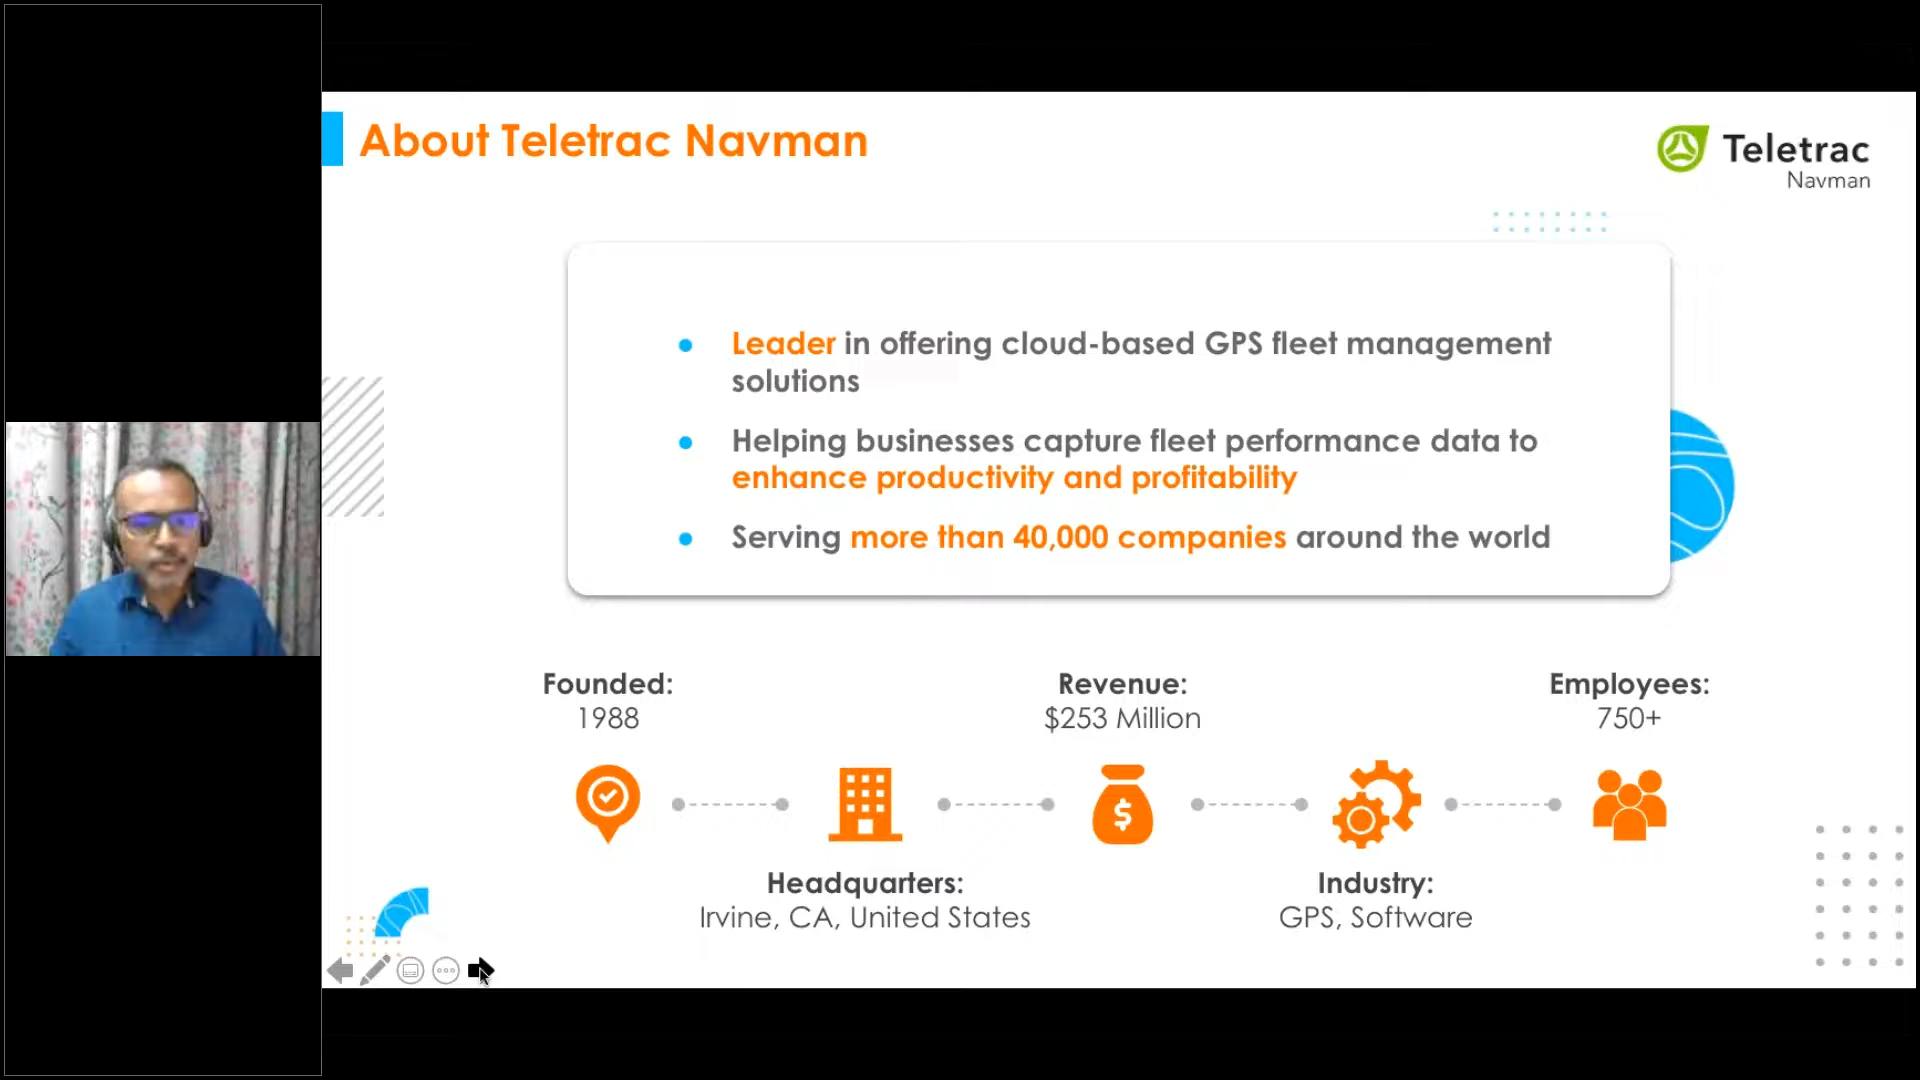 About Teletrac Navman
Teletrac
Navman
Leader in offering cloud-based GPS fleet management
solutions
Helping businesses capture fleet performance data to
enhance productivity and profitability
Serving more than 40,000 companies around the world
Founded:
1988
Revenue:
$253 Million
Employees:
750+
$
Headquarters:
Irvine, CA, United States
Industry:
GPS, Software